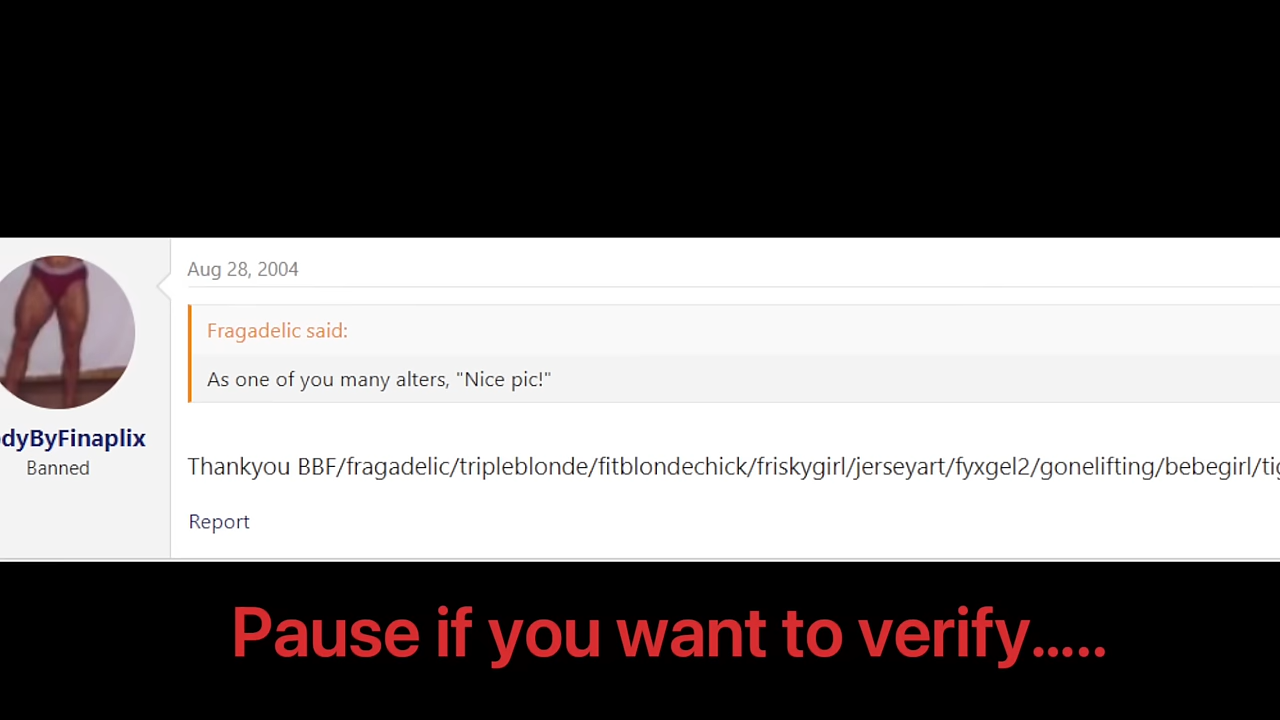 Aug 28, 2004
Fragadelic said:
As one of you many alters, "Nice pic!"
dyByFinaplix
Banned
Thankyou BBF/fragadelic/tripleblonde/fitblondechick/friskygirl/jerseyart/fyxgel2/gonelifting/bebegirl/
Report
Pause if you want to verify.....